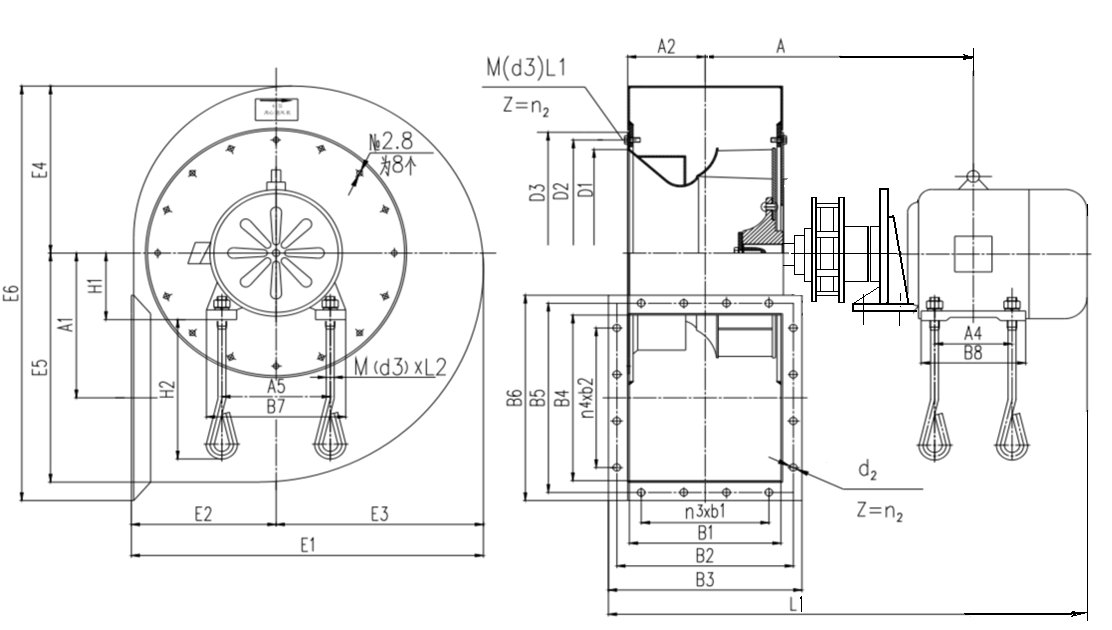 E4
E6
E5
A1
H1
H2
№2.8
为8个
M(d3)xL2
A5
B7
E2
E3
E1
M(d3)L1
Z=n2
A2
A
D3
D2
D1
A4
B8
B6
B5
B4
n4xb2
d2
Z=n2
n3xb1
B1
B2
B3
L1